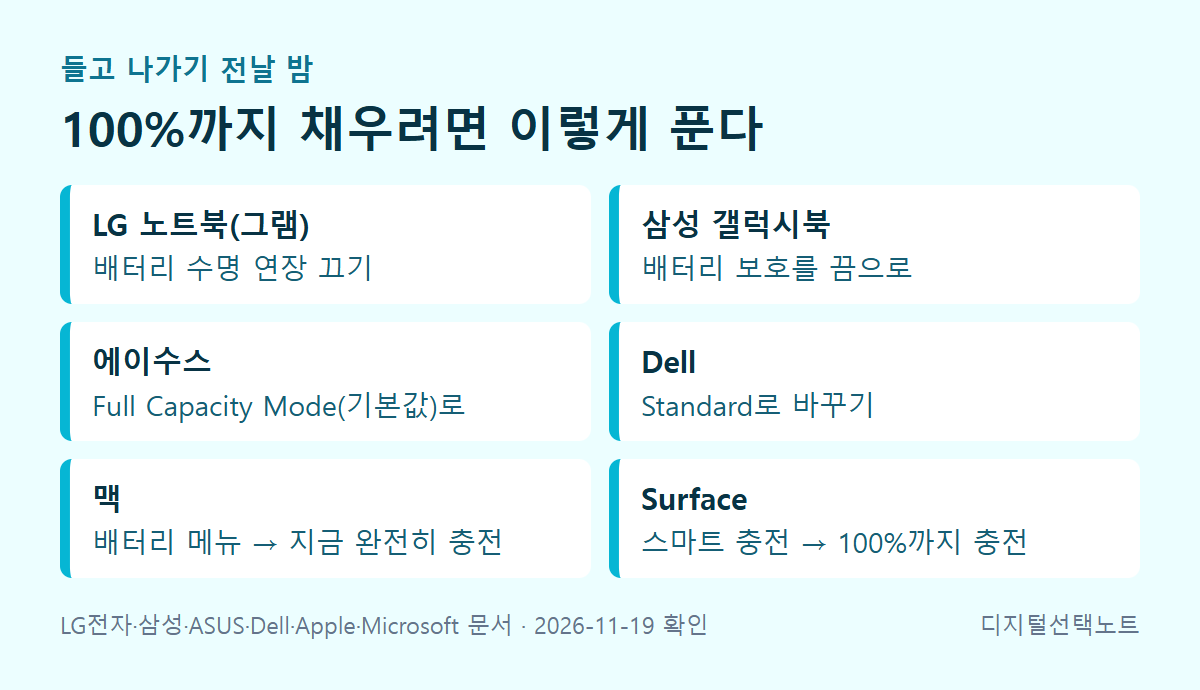 들고 나가기 전날 밤
100%까지 채우려면 이렇게 푼다
LG 노트북(그램)
배터리 수명 연장 끄기
삼성 갤럭시북
배터리 보호를 끔으로
에이수스
Full Capacity Mode(기본값)로
Dell
Standard로 바꾸기
맥
배터리 메뉴 → 지금 완전히 충전
Surface
스마트 충전 → 100%까지 충전
LG전자·삼성·ASUS·Dell·Apple·Microsoft 문서 · 2026-11-19 확인
디지털선택노트